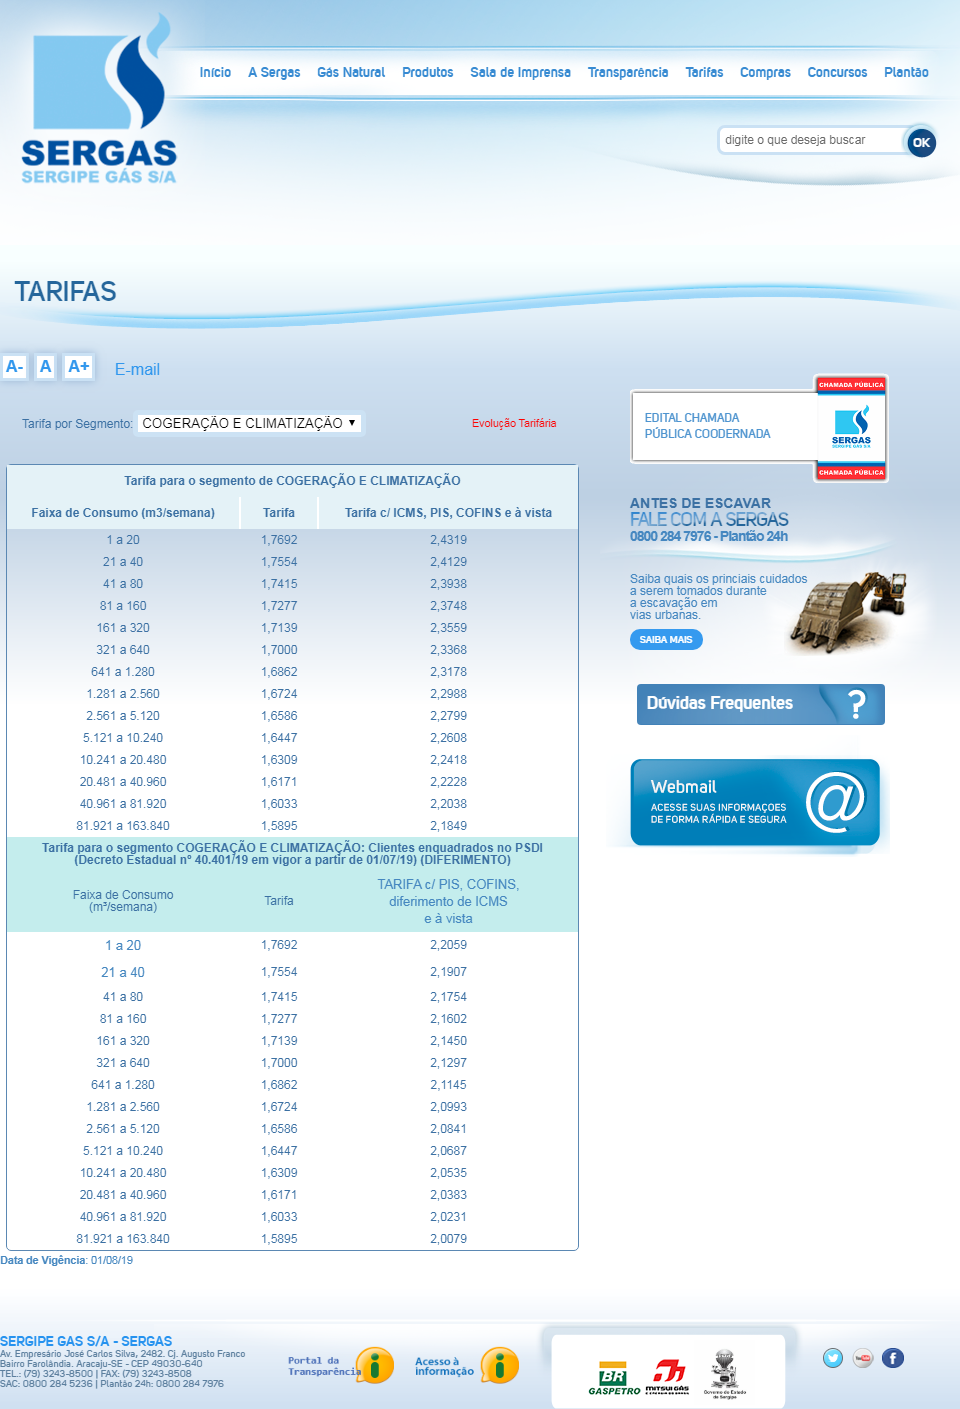 Início A Sergas Gás Natural Produtos Sala de Imprensa Transparência Tarifas Compras Concursos Plantão
SERGAS
SERGIPE GÁS S/A
digite o que deseja buscar OK
TARIFAS
A- A A+ E-mail
Tarifa por Segmento: COGERAÇÃO E CLIMATIZAÇÃO
Evolução Tarifária
Tarifa para o segmento de COGERAÇÃO E CLIMATIZAÇÃO
Faixa de Consumo (m3/semana) Tarifa Tarifa c/ ICMS, PIS, COFINS e à vista
1 a 20 1,7692 2,4319
21 a 40 1,7554 2,4129
41 a 80 1,7415 2,3938
81 a 160 1,7277 2,3748
161 a 320 1,7139 2,3559
321 a 640 1,7000 2,3368
641 a 1.280 1,6862 2,3178
1.281 a 2.560 1,6724 2,2988
2.561 a 5.120 1,6586 2,2799
5.121 a 10.240 1,6447 2,2608
10.241 a 20.480 1,6309 2,2418
20.481 a 40.960 1,6171 2,2228
40.961 a 81.920 1,6033 2,2038
81.921 a 163.840 1,5895 2,1849
Tarifa para o segmento COGERAÇÃO E CLIMATIZAÇÃO: Clientes enquadrados no PSDI
(Decreto Estadual nº 40.401/19 em vigor a partir de 01/07/19) (DIFERIMENTO)
Faixa de Consumo
(m³/semana)
Tarifa
TARIFA c/ PIS, COFINS,
diferimento de ICMS
e à vista
1 a 20 1,7692 2,2059
21 a 40 1,7554 2,1907
41 a 80 1,7415 2,1754
81 a 160 1,7277 2,1602
161 a 320 1,7139 2,1450
321 a 640 1,7000 2,1297
641 a 1.280 1,6862 2,1145
1.281 a 2.560 1,6724 2,0993
2.561 a 5.120 1,6586 2,0841
5.121 a 10.240 1,6447 2,0687
10.241 a 20.480 1,6309 2,0535
20.481 a 40.960 1,6171 2,0383
40.961 a 81.920 1,6033 2,0231
81.921 a 163.840 1,5895 2,0079
Data de Vigência: 01/08/19
CHAMADA PÚBLICA
EDITAL CHAMADA
PÚBLICA COODERNADA
SERGAS
SERGIPE GÁS S/A
CHAMADA PÚBLICA
ANTES DE ESCAVAR
FALE COM A SERGAS
0800 284 7976 - Plantão 24h
Saiba quais os princiais cuidados
a serem tomados durante
a escavação em
vias urbanas.
SAIBA MAIS
Dúvidas Frequentes ?
Webmail
ACESSE SUAS INFORMAÇOES
DE FORMA RÁPIDA E SEGURA
@
SERGIPE GAS S/A - SERGAS
Av. Empresário José Carlos Silva, 2482. Cj. Augusto Franco
Bairro Farolândia. Aracaju-SE - CEP 49030-640
TEL.: (79) 3243-8500 | FAX: (79) 3243-8508
SAC: 0800 284 5236 | Plantão 24h: 0800 284 7976
Portal da
Transparência i
Acesso à
informação i
BR
GASPETRO
MITSUI GÁS
E ENERGIA DO BRASIL
Governo do Estado
de Sergipe
You Tube
f